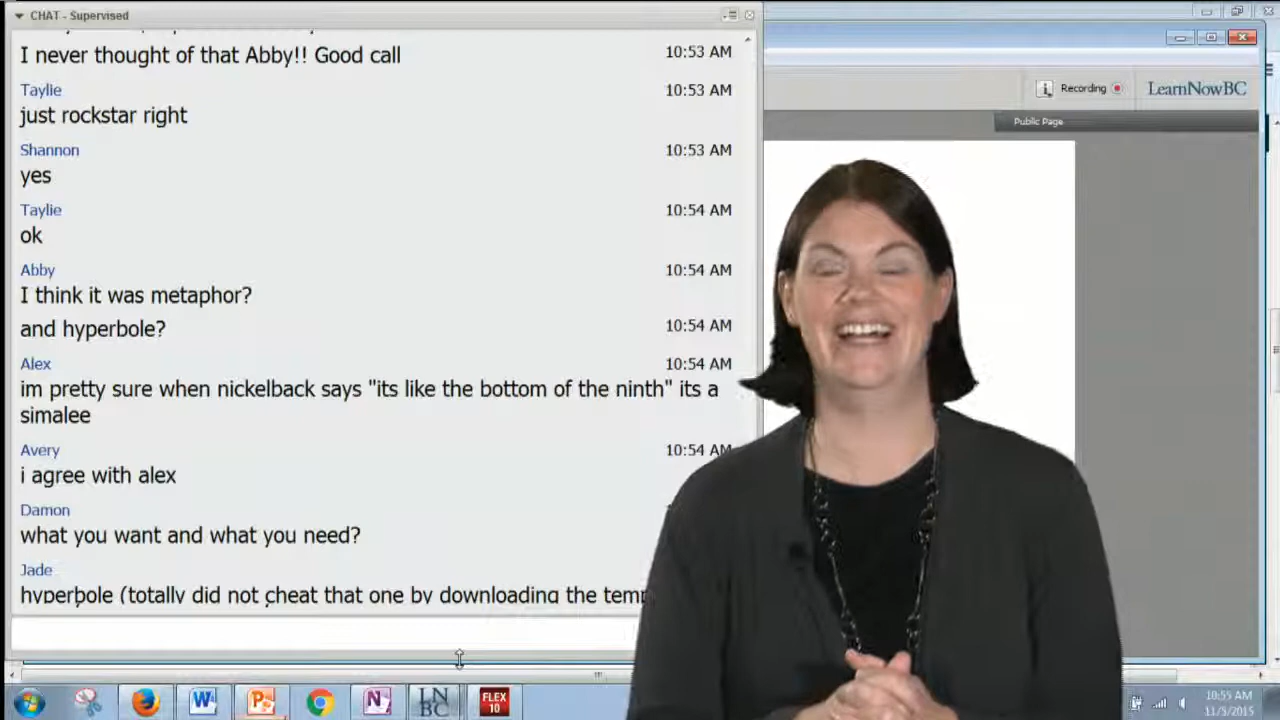 CHAT - Supervised
I never thought of that Abby!! Good call
10:53 AM
Taylie
10:53 AM
just rockstar right
Shannon
10:53 AM
yes
Taylie
10:54 AM
ok
Abby
10:54 AM
I think it was metaphor?
and hyperbole?
10:54 AM
Alex
10:54 AM
im pretty sure when nickelback says "its like the bottom of the ninth" its a
simalee
Avery
10:54 AM
i agree with alex
Damon
what you want and what you need?
Jade
hyperbole (totally did not cheat that one by downloading the
Recording
LearnNowBC
Public Page
LN
BC
FLEX
10
10:55 AM
11/5/2015